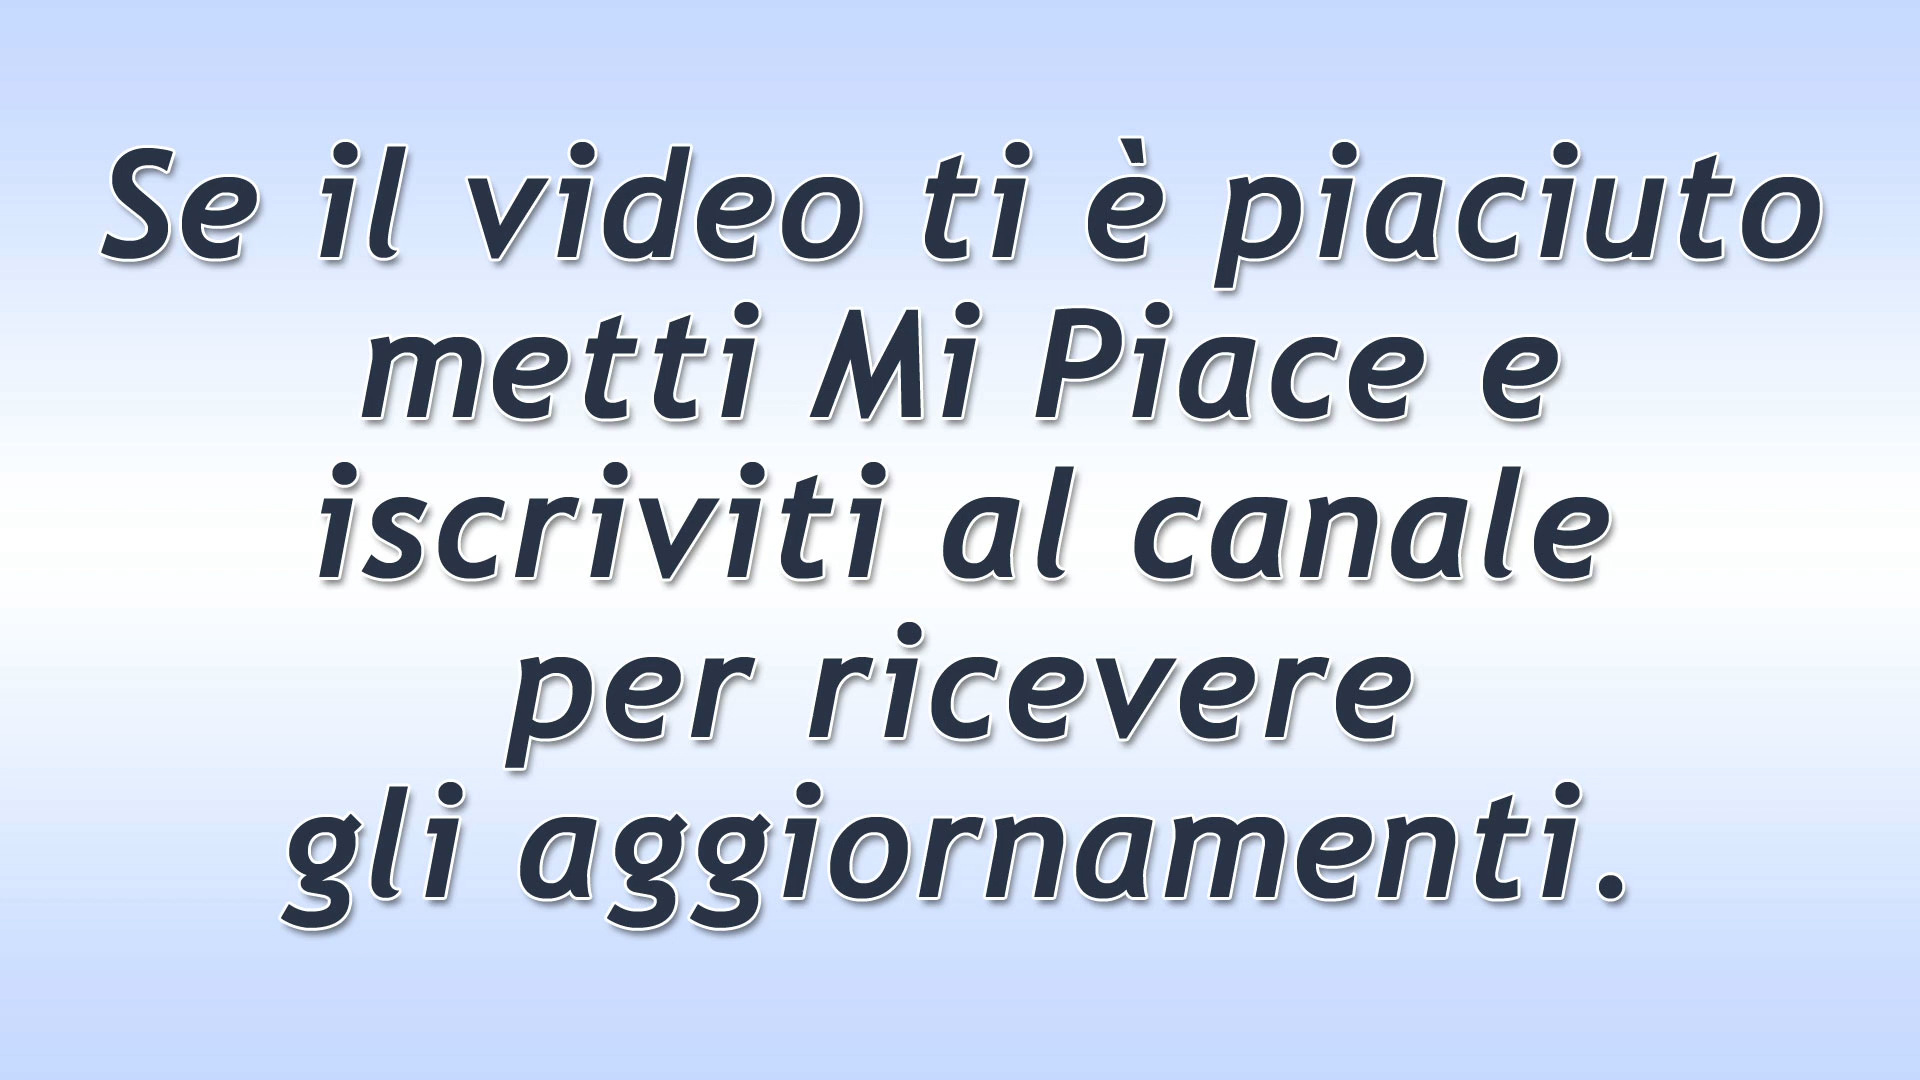 Se il video ti è piaciuto
metti Mi Piace e
iscriviti al canale
per ricevere
gli aggiornamenti.